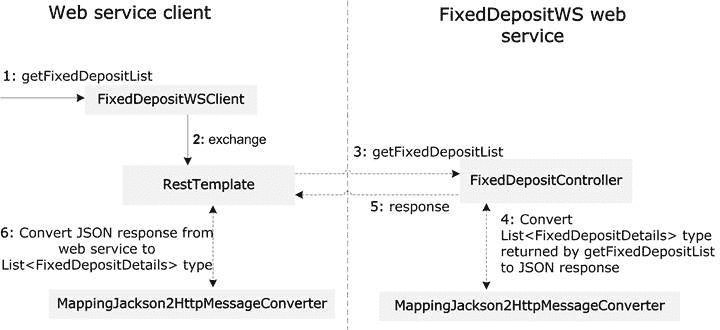 Web service client
FixedDepositWS web
service
1: getFixedDepositList
FixedDepositWSClient
2: exchange
3: getFixedDepositList
RestTemplate
FixedDepositController
5: response
6: Convert JSON response from
web service to
List<FixedDepositDetails> type
4: Convert
List<FixedDepositDetails> type
returned by getFixedDepositList
to JSON response
MappingJackson2HttpMessageConverter
MappingJackson2HttpMessageConverter